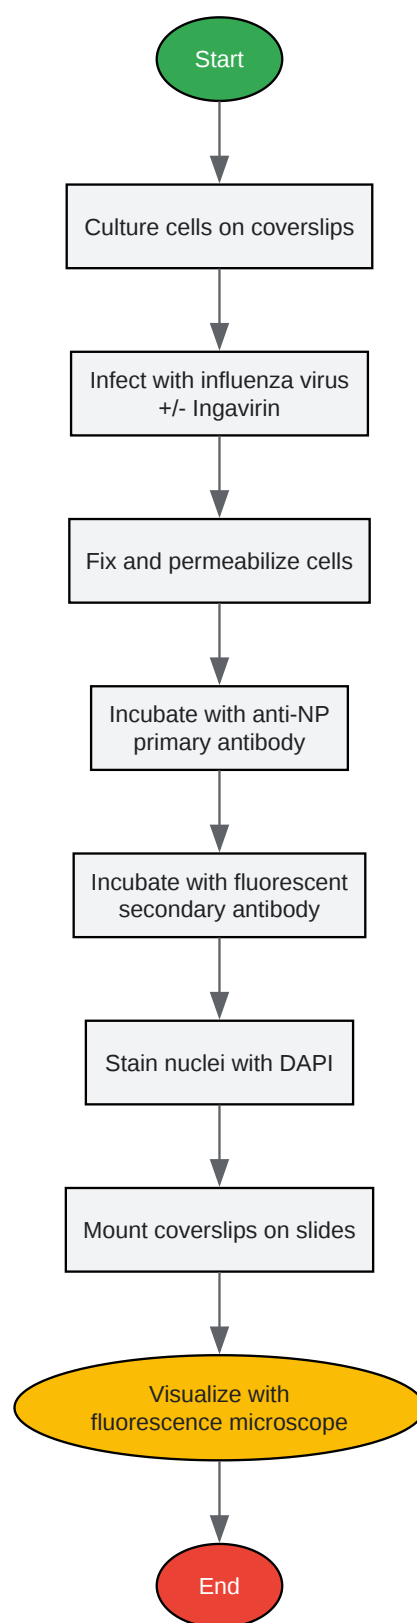 Start
Culture cells on coverslips
Infect with influenza virus
+/- Ingavirin
Fix and permeabilize cells
Incubate with anti-NP
primary antibody
Incubate with fluorescent
secondary antibody
Stain nuclei with DAPI
Mount coverslips on slides
Visualize with
fluorescence microscope
End